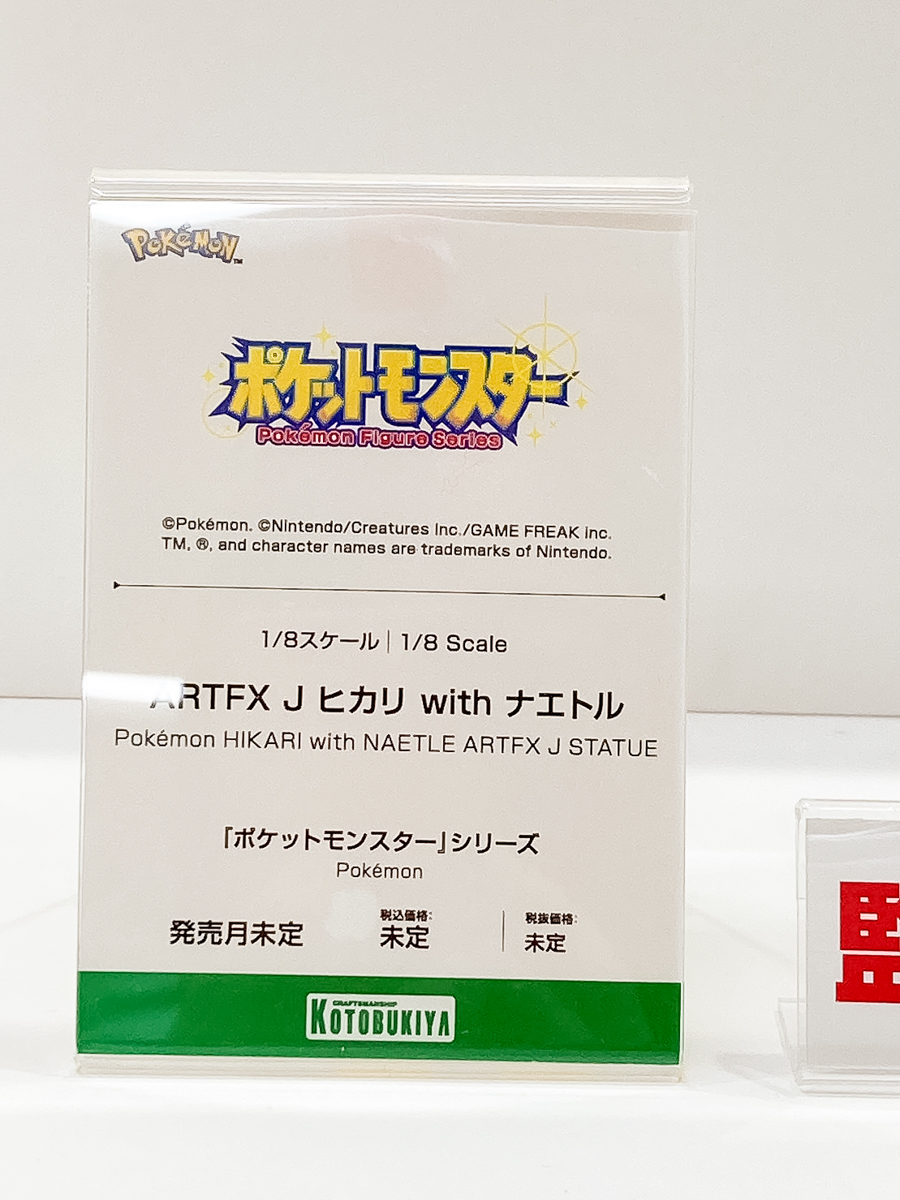 POKÉMON™
ポケットモンスター
Pokémon Figure Series
©Pokémon. ©Nintendo/Creatures Inc./GAME FREAK inc.
TM, ®, and character names are trademarks of Nintendo.
1/8スケール | 1/8 Scale
ARTFX J ヒカリ with ナエトル
Pokémon HIKARI with NAETLE ARTFX J STATUE
『ポケットモンスター』シリーズ
Pokémon
発売月未定
税込価格:
未定
税抜価格:
未定
CRAFTSMANSHIP
KOTOBUKIYA